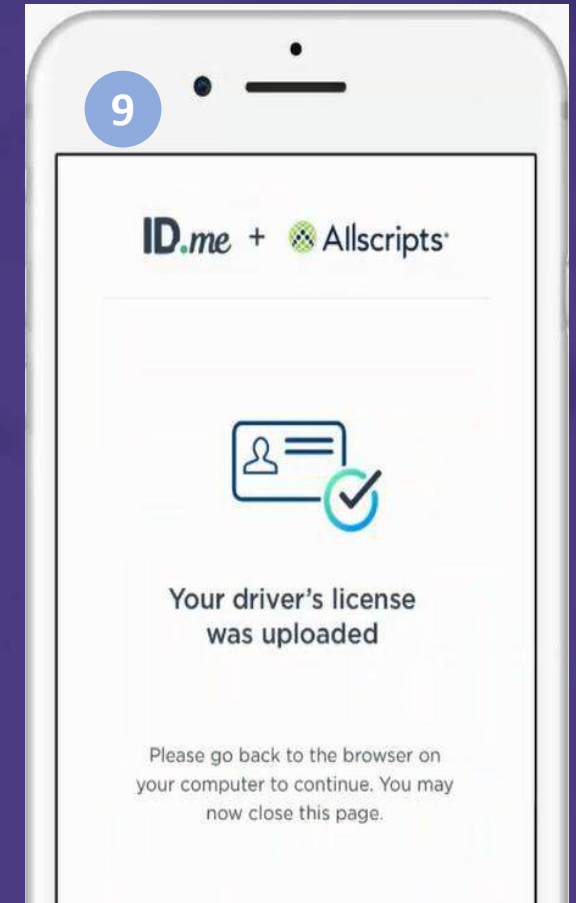 9
ID.me + Allscripts
Your driver's license
was uploaded
Please go back to the browser on
your computer to continue. You may
now close this page.